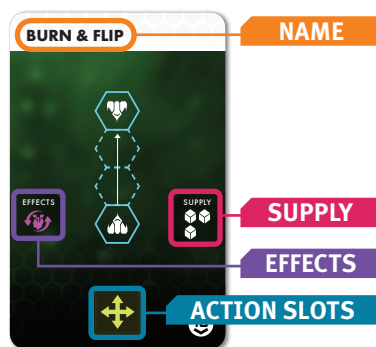 BURN & FLIP
NAME
EFFECTS
SUPPLY
SUPPLY
EFFECTS
ACTION SLOTS